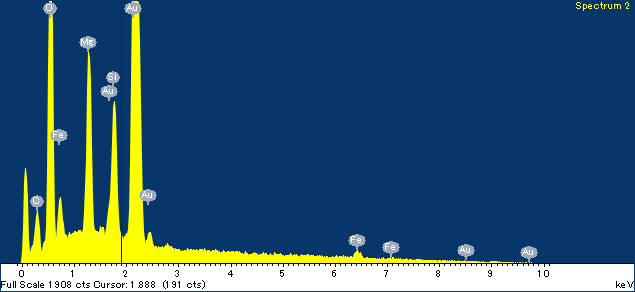 Spectrum 2
O Au
Mg
Si
Au
Fe
Au
O
Fe Fe Au Au
0 1 2 3 4 5 6 7 8 9 10
Full Scale 1908 cts Cursor: 1.888 (191 cts) keV